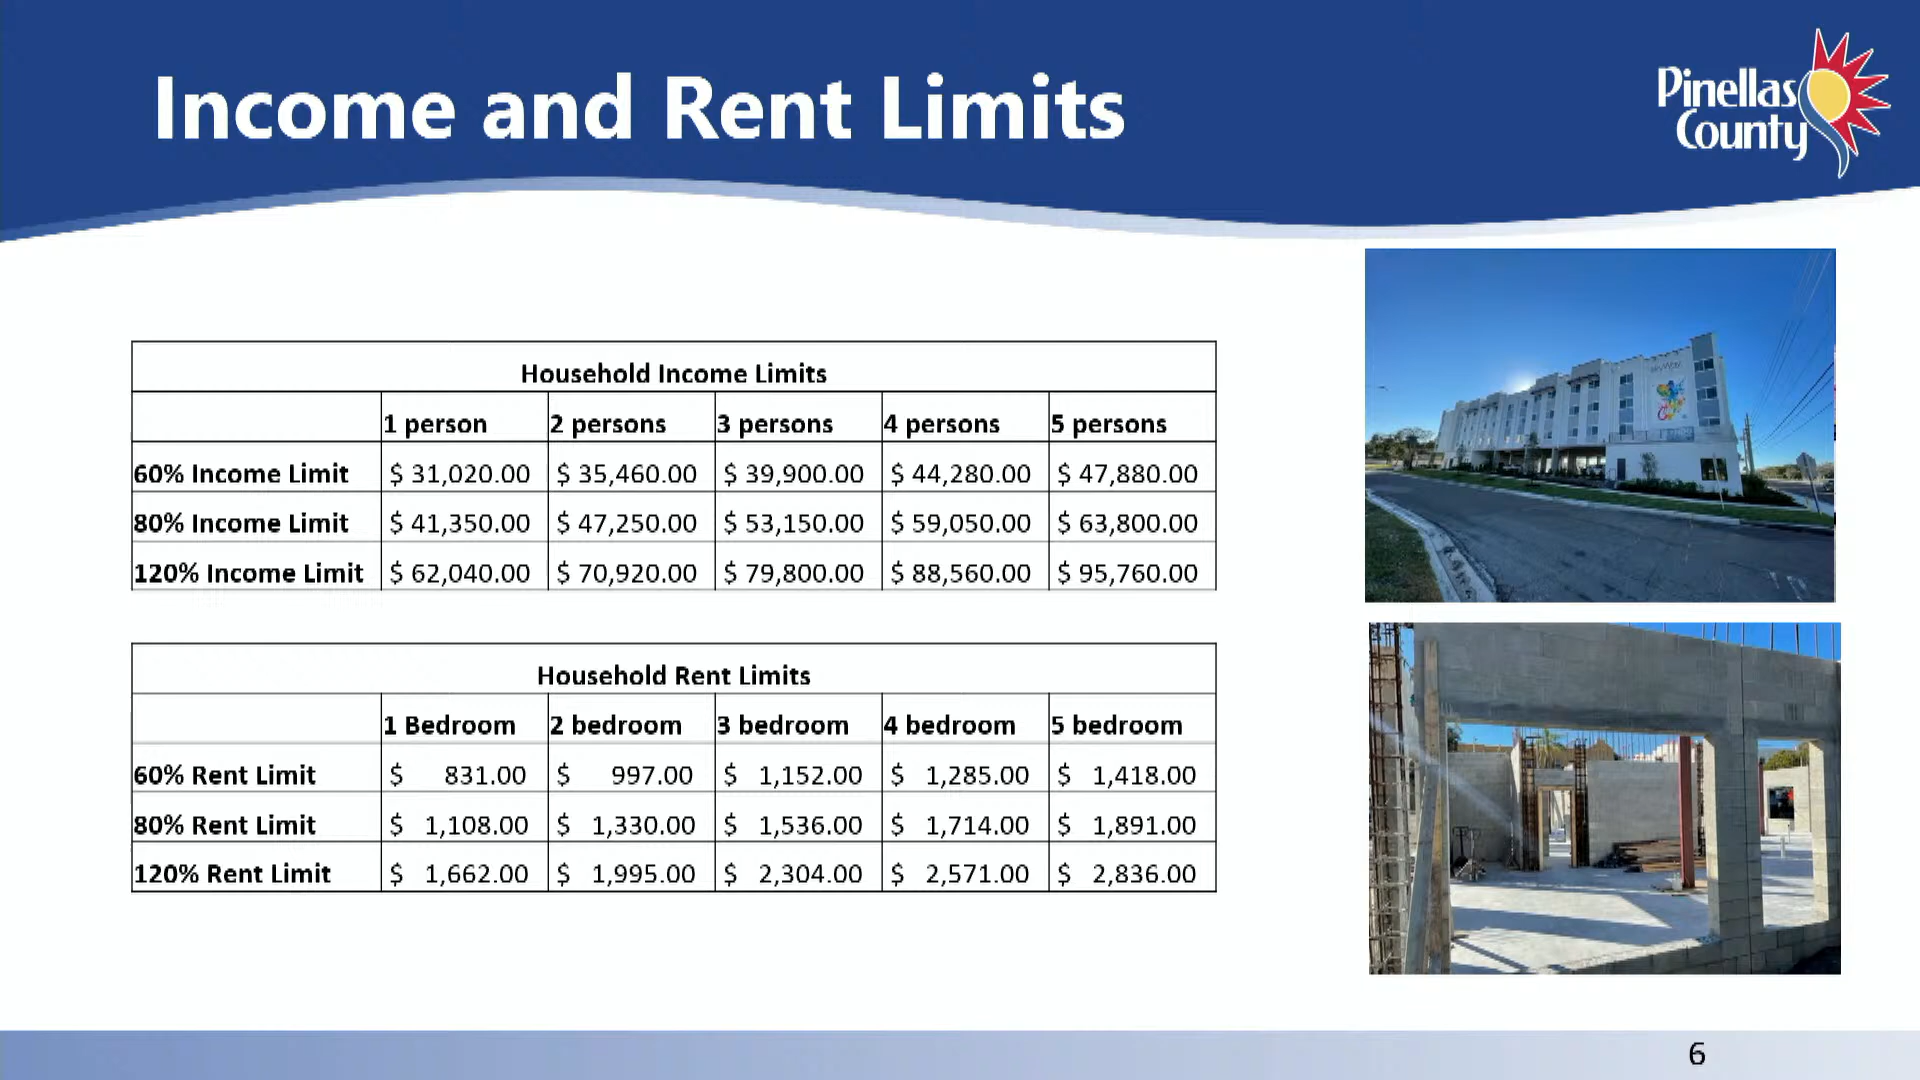 Income and Rent Limits
Pinellas
County
Household Income Limits
1 person 2 persons 3 persons 4 persons 5 persons
60% Income Limit $ 31,020.00 $ 35,460.00 $ 39,900.00 $ 44,280.00 $ 47,880.00
80% Income Limit $ 41,350.00 $ 47,250.00 $ 53,150.00 $ 59,050.00 $ 63,800.00
120% Income Limit $ 62,040.00 $ 70,920.00 $ 79,800.00 $ 88,560.00 $ 95,760.00
Household Rent Limits
1 Bedroom 2 bedroom 3 bedroom 4 bedroom 5 bedroom
60% Rent Limit $ 831.00 $ 997.00 $ 1,152.00 $ 1,285.00 $ 1,418.00
80% Rent Limit $ 1,108.00 $ 1,330.00 $ 1,536.00 $ 1,714.00 $ 1,891.00
120% Rent Limit $ 1,662.00 $ 1,995.00 $ 2,304.00 $ 2,571.00 $ 2,836.00
6